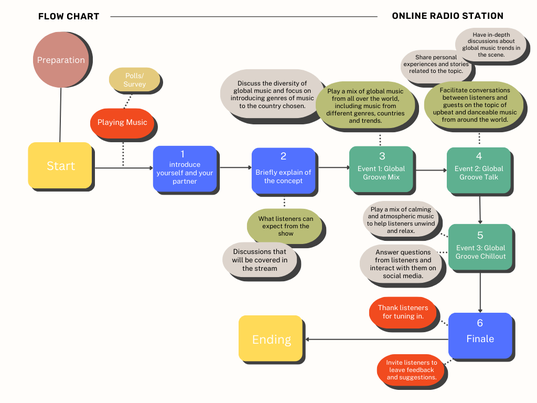 FLOW CHART
ONLINE RADIO STATION
Preparation
Polls/
Survey
Playing Music
Start
1
introduce
yourself and your
partner
2
Briefly explain of
the concept
What listeners can
expect from the
show
Discussions that
will be covered in
the stream
Discuss the diversity of
global music and focus on
introducing genres of music
to the country chosen.
Play a mix of global music
from all over the world,
including music from
different genres, countries
and trends.
3
Event 1: Global
Groove Mix
Have in-depth
discussions about
global music trends in
the scene.
Share personal
experiences and stories
related to the topic.
Facilitate conversations
between listeners and
guests on the topic of
upbeat and danceable music
from around the world.
4
Event 2: Global
Groove Talk
Play a mix of calming
and atmospheric music
to help listeners unwind
and relax.
Answer questions
from listeners and
interact with them on
social media.
5
Event 3: Global
Groove Chillout
Thank listeners
for tuning in.
6
Finale
Invite listeners to
leave feedback
and suggestions.
Ending